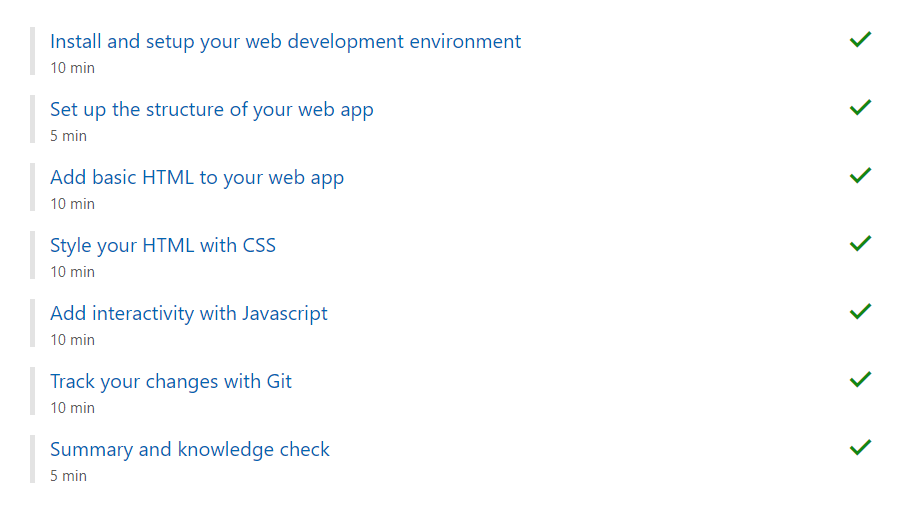 Install and setup your web development environment
10 min
Set up the structure of your web app
5 min
Add basic HTML to your web app
10 min
Style your HTML with CSS
10 min
Add interactivity with Javascript
10 min
Track your changes with Git
10 min
Summary and knowledge check
5 min